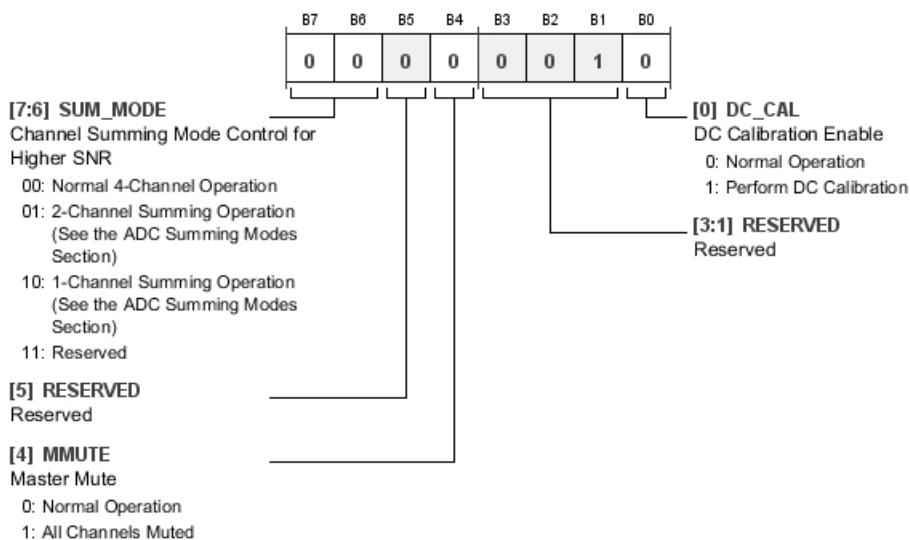 B7 B6 B5 B4 B3 B2 B1 B0
0 0 0 0 0 0 1 0
[7:6] SUM_MODE
Channel Summing Mode Control for
Higher SNR
00: Normal 4-Channel Operation
01: 2-Channel Summing Operation
(See the ADC Summing Modes
Section)
10: 1-Channel Summing Operation
(See the ADC Summing Modes
Section)
11: Reserved
[5] RESERVED
Reserved
[4] MMUTE
Master Mute
0: Normal Operation
1: All Channels Muted
[0] DC_CAL
DC Calibration Enable
0: Normal Operation
1: Perform DC Calibration
[3:1] RESERVED
Reserved